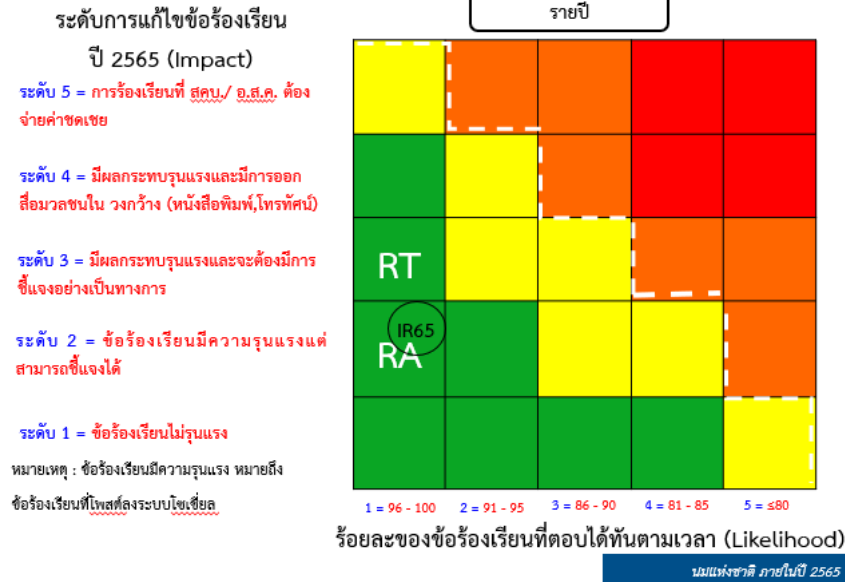 รายปี
ระดับการแก้ไขข้อร้องเรียน
ปี 2565 (Impact)
ระดับ 5 = การร้องเรียนที่ สคบ./ อ.ส.ค. ต้อง
จ่ายค่าชดเชย
ระดับ 4 = มีผลกระทบรุนแรงและมีการออก
สื่อมวลชนใน วงกว้าง (หนังสือพิมพ์,โทรทัศน์)
ระดับ 3 = มีผลกระทบรุนแรงและจะต้องมีการ
ชี้แจงอย่างเป็นทางการ
ระดับ 2 = ข้อร้องเรียนมีความรุนแรงแต่
สามารถชี้แจงได้
ระดับ 1 = ข้อร้องเรียนไม่รุนแรง
หมายเหตุ : ข้อร้องเรียนมีความรุนแรง หมายถึง
ข้อร้องเรียนที่โพสต์ลงระบบโซเชี่ยล
RT
IR65
RA
1 = 96 - 100 2 = 91 - 95 3 = 86 - 90 4 = 81 - 85 5 = ≤80
ร้อยละของข้อร้องเรียนที่ตอบได้ทันตามเวลา (Likelihood)
นมแห่งชาติ ภายในปี 2565